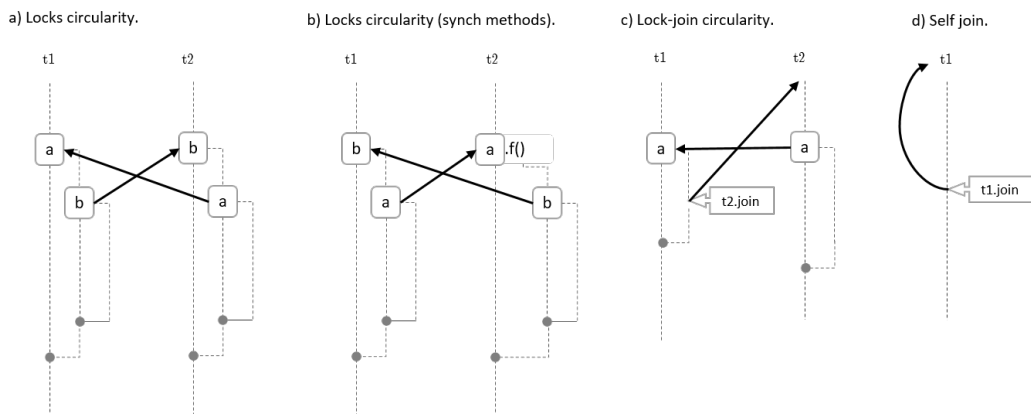 a) Locks circularity.
t1 t2
a b
b a
b) Locks circularity (synch methods).
t1 t2
b a .f()
a b
c) Lock-join circularity.
t1 t2
a a
t2.join
d) Self join.
t1
t1.join